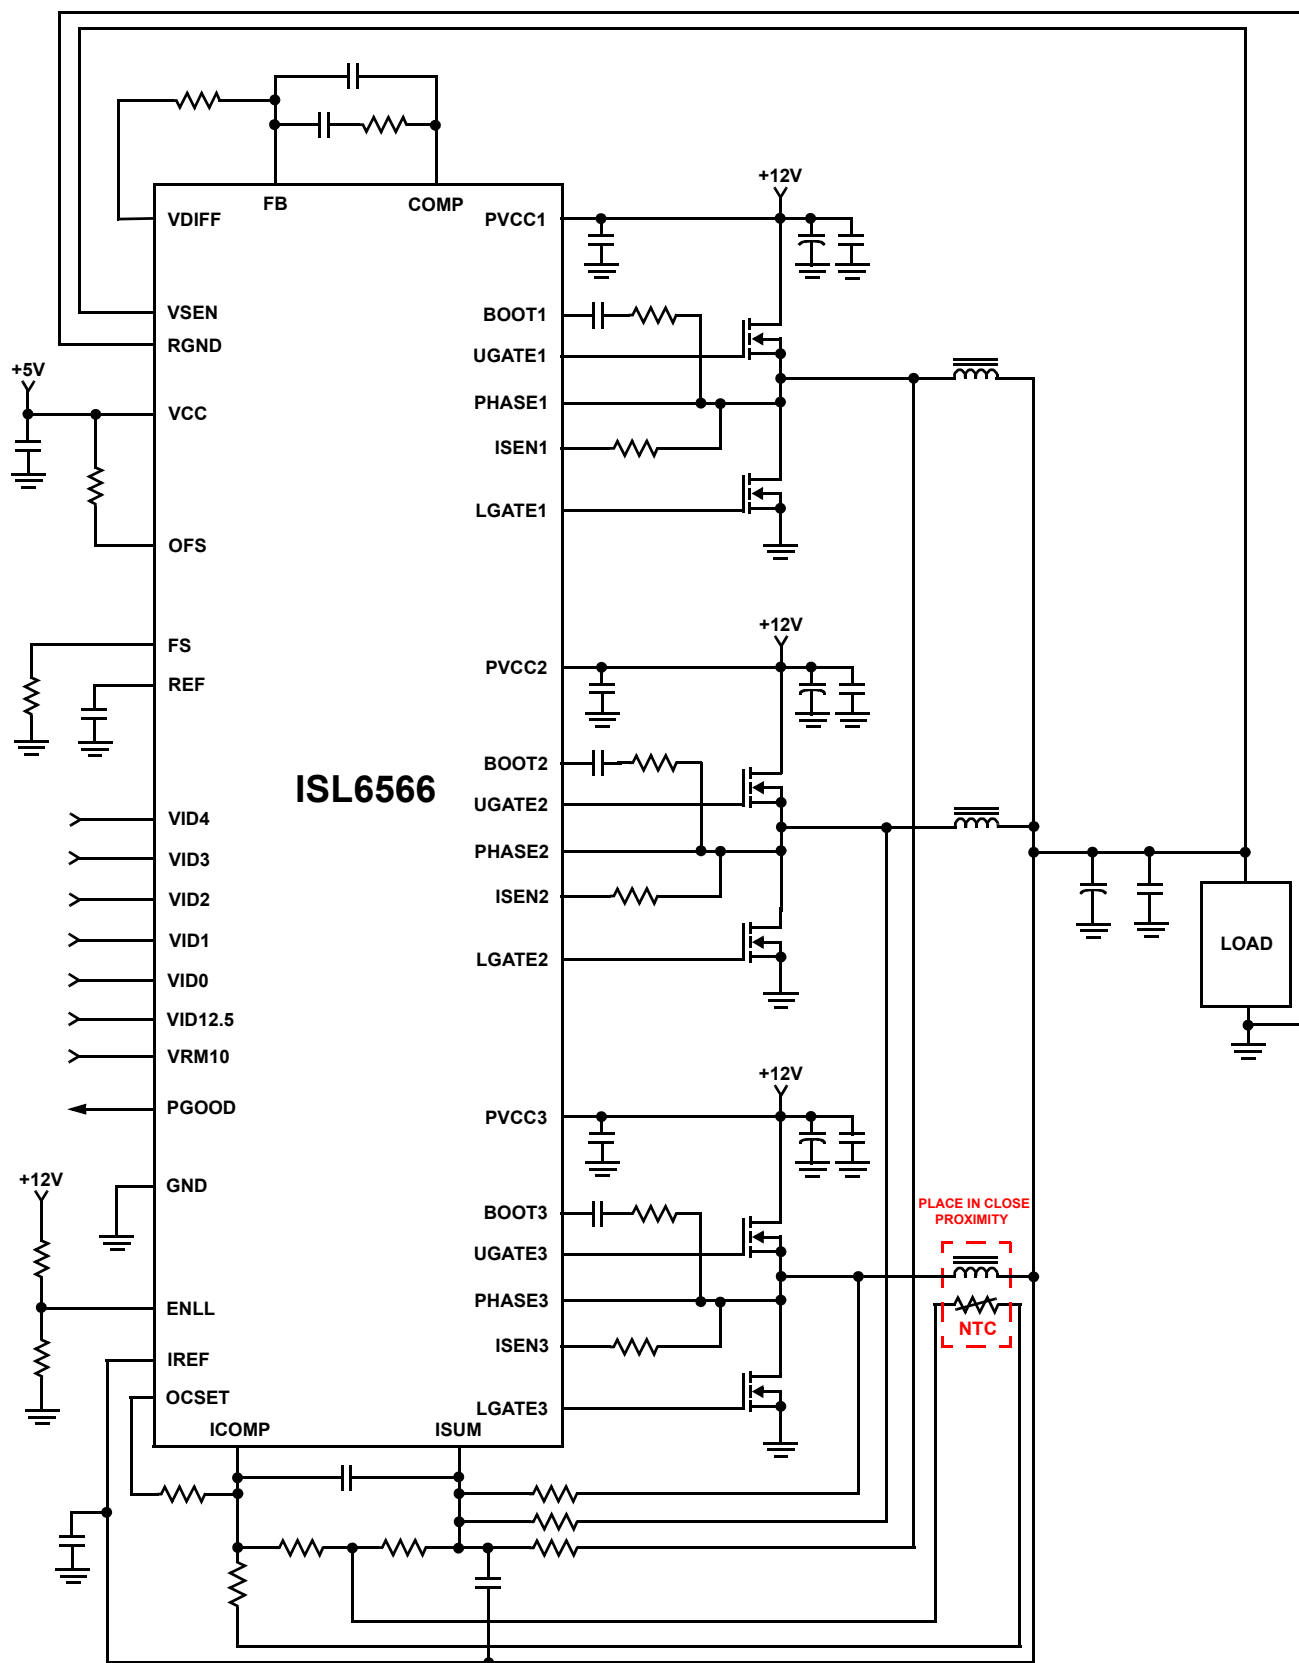 FB
COMP
+12V
VDIFF
PVCC1
VSEN
BOOT1
RGND
UGATE1
+5V
VCC
PHASE1
ISEN1
LGATE1
OFS
+12V
FS
PVCC2
REF
BOOT2
ISL6566
UGATE2
VID4
PHASE2
VID3
ISEN2
VID2
VID1
LGATE2
LOAD
VID0
VID12.5
VRM10
+12V
PGOOD
PVCC3
+12V
GND
PLACE IN CLOSE
PROXIMITY
BOOT3
UGATE3
PHASE3
ENLL
NTC
ISEN3
IREF
OCSET
LGATE3
ICOMP
ISUM